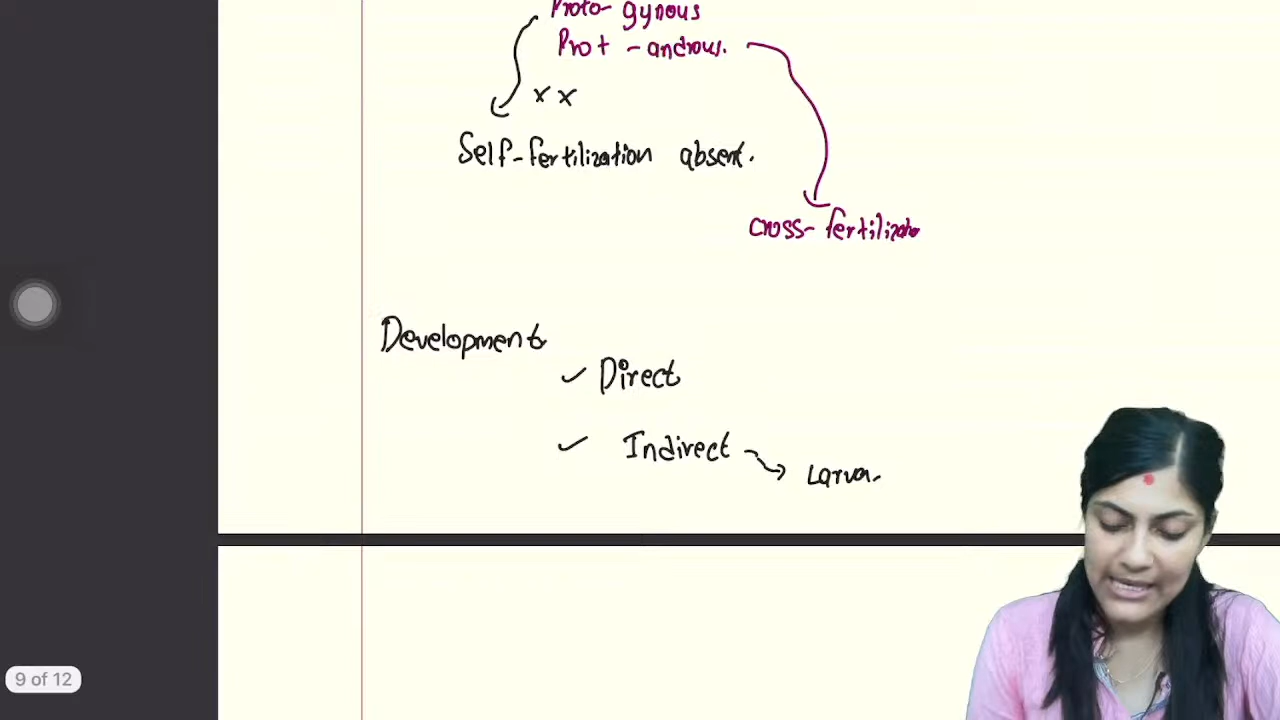 Proto- gynous
Prot - androus.
x x
Self-fertilization absent.
cross- fertilizatn
Development
✓ Direct
✓ Indirect → Larva.
9 of 12